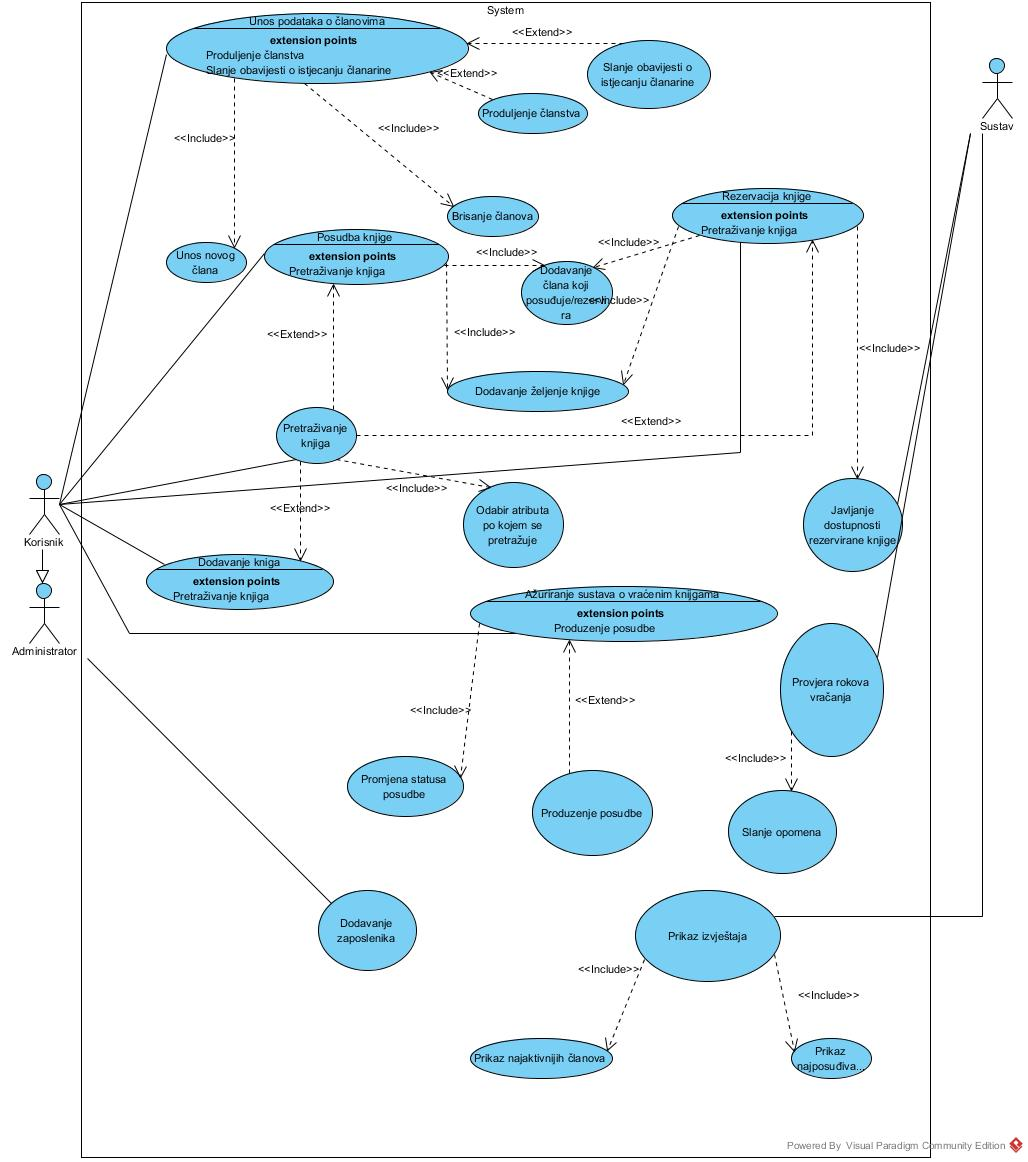 System
Unos podataka o članovima
extension points
Produljenje članstva
Slanje obavijesti o istjecanju članarine
<<Extend>>
Slanje obavijesti o
istjecanju članarine
<<Extend>>
Produljenje članstva
Sustav
<<Include>>
<<Include>>
Brisanje članova
Rezervacija knjige
extension points
Pretraživanje knjiga
Unos novog
člana
Posudba knjige
extension points
Pretraživanje knjiga
<<Include>>
<<Include>>
Dodavanje
člana koji
posuđuje/rezervi
ra
<<Include>>
<<Extend>>
<<Include>>
<<Include>>
Dodavanje željenje knjige
<<Extend>>
Pretraživanje
knjiga
<<Include>>
<<Extend>>
Odabir atributa
po kojem se
pretražuje
Javljanje
dostupnosti
rezervirane knjige
Korisnik
Dodavanje kniga
extension points
Pretraživanje knjiga
Administrator
Ažuriranje sustava o vraćenim knijgama
extension points
Produzenje posudbe
Provjera rokova
vračanja
<<Include>>
<<Extend>>
<<Include>>
Promjena statusa
posudbe
Produzenje posudbe
Slanje opomena
Dodavanje
zaposlenika
Prikaz izvještaja
<<Include>>
<<Include>>
Prikaz najaktivnijih članova
Prikaz
najposuđiva...
Powered By Visual Paradigm Community Edition